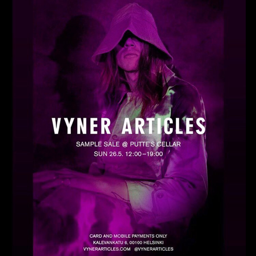 VYNER ARTICLES
SAMPLE SALE @ PUTTE'S CELLAR
SUN 26.5. 12:00–19:00
CARD AND MOBILE PAYMENTS ONLY
KALEVANKATU 6, 00100 HELSINKI
VYNERARTICLES.COM @VYNERARTICLES